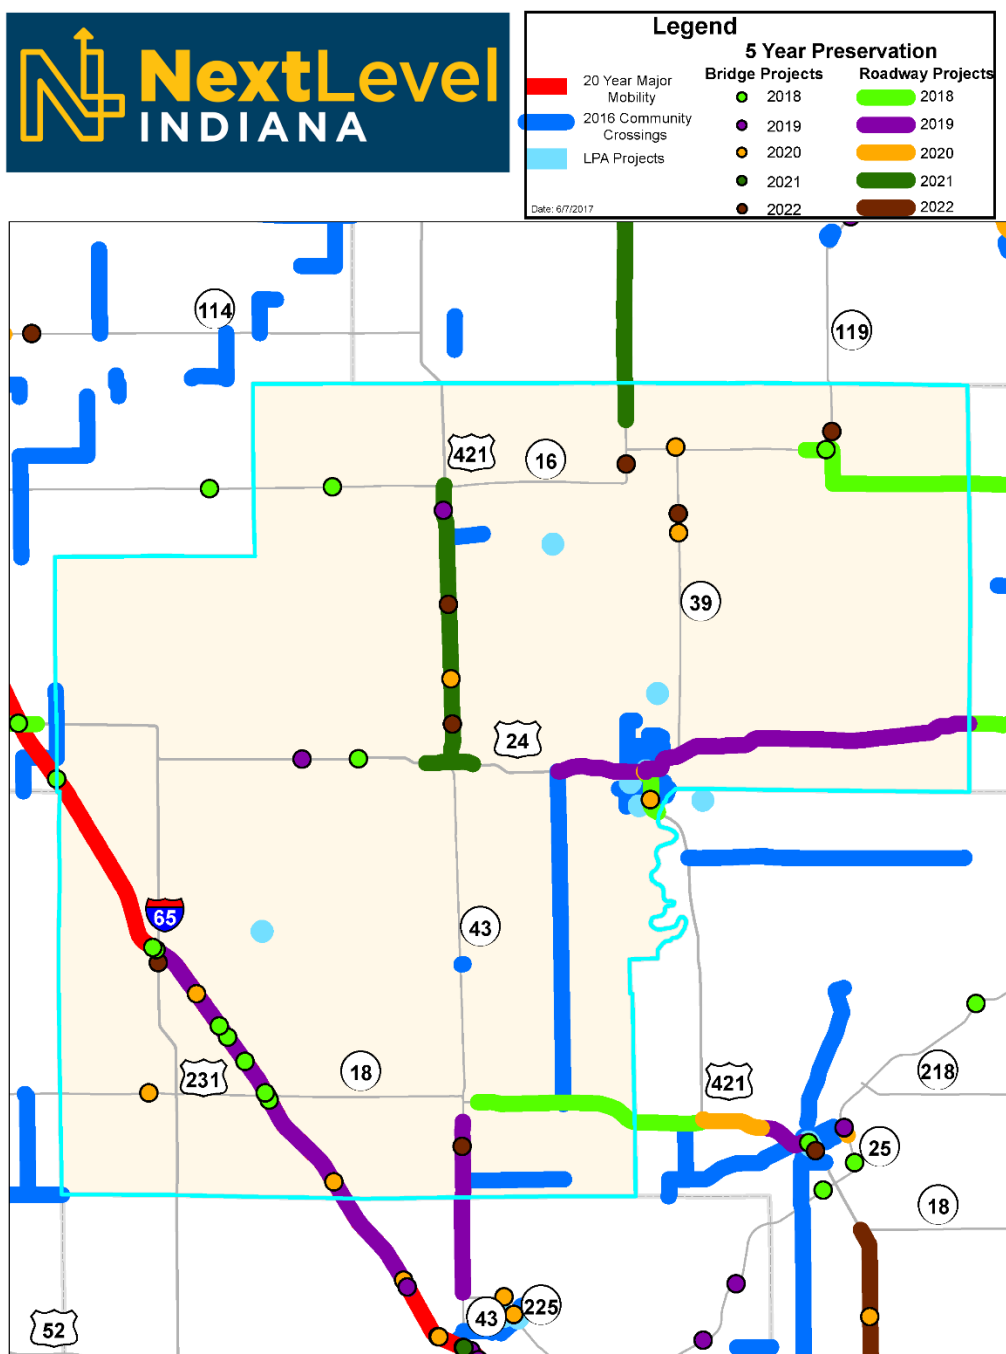 NextLevel
INDIANA
Legend
5 Year Preservation
Bridge Projects
Roadway Projects
20 Year Major
Mobility
2016 Community
Crossings
LPA Projects
2018
2019
2020
2021
2022
2018
2019
2020
2021
2022
Date: 6/7/2017
114
119
421
16
39
24
65
43
231
18
421
218
25
18
43
225
52